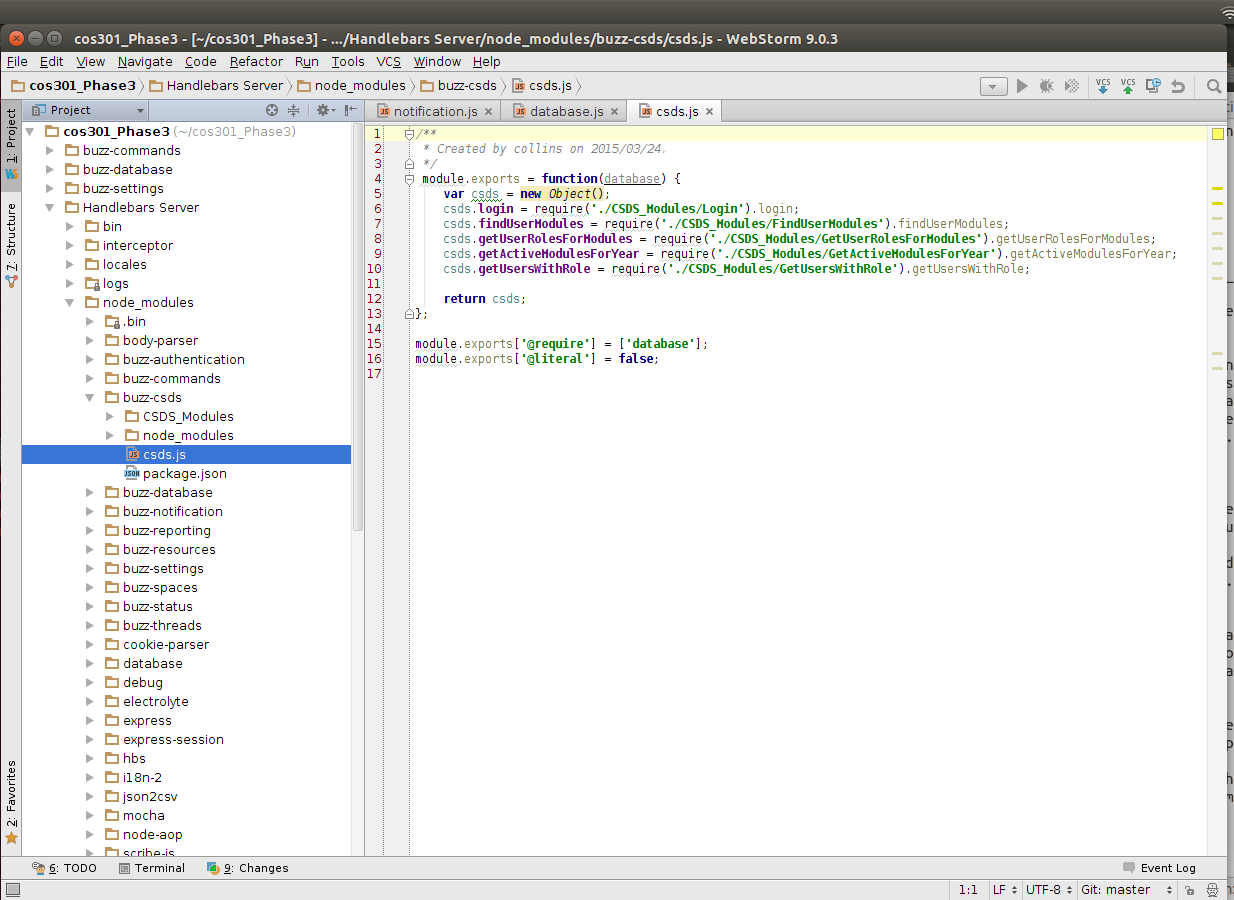 cos301_Phase3 - [~/cos301_Phase3] - .../Handlebars Server/node_modules/buzz-csds/csds.js - WebStorm 9.0.3
File Edit View Navigate Code Refactor Run Tools VCS Window Help
cos301_Phase3 Handlebars Server node_modules buzz-csds csds.js
VCS VCS
Project
notification.js database.js csds.js
1: Project
7: Structure
2: Favorites
cos301_Phase3 (~/cos301_Phase3)
buzz-commands
buzz-database
buzz-settings
Handlebars Server
bin
interceptor
locales
logs
node_modules
.bin
body-parser
buzz-authentication
buzz-commands
buzz-csds
CSDS_Modules
node_modules
csds.js
package.json
buzz-database
buzz-notification
buzz-reporting
buzz-resources
buzz-settings
buzz-spaces
buzz-status
buzz-threads
cookie-parser
database
debug
electrolyte
express
express-session
hbs
i18n-2
json2csv
mocha
node-aop
scribe-js
1 /**
2 * Created by collins on 2015/03/24.
3 */
4 module.exports = function(database) {
5 var csds = new Object();
6 csds.login = require('./CSDS_Modules/Login').login;
7 csds.findUserModules = require('./CSDS_Modules/FindUserModules').findUserModules;
8 csds.getUserRolesForModules = require('./CSDS_Modules/GetUserRolesForModules').getUserRolesForModules;
9 csds.getActiveModulesForYear = require('./CSDS_Modules/GetActiveModulesForYear').getActiveModulesForYear;
10 csds.getUsersWithRole = require('./CSDS_Modules/GetUsersWithRole').getUsersWithRole;
11
12 return csds;
13 };
14
15 module.exports['@require'] = ['database'];
16 module.exports['@literal'] = false;
17
6: TODO Terminal 9: Changes Event Log
1:1 LF UTF-8 Git: master